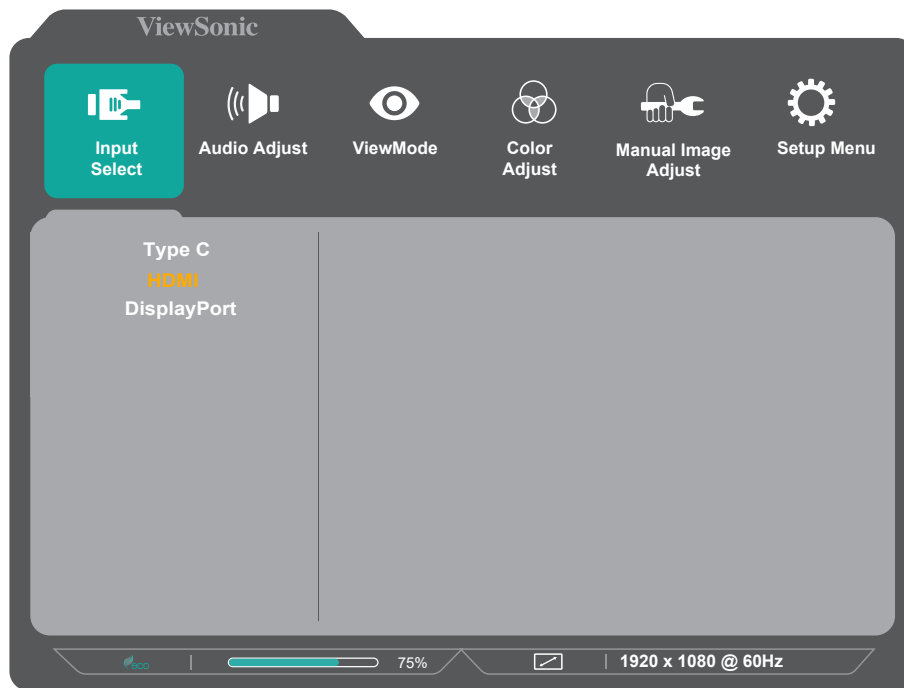 ViewSonic
Input
Select
Audio Adjust
ViewMode
Color
Adjust
Manual Image
Adjust
Setup Menu
Type C
HDMI
DisplayPort
ECO
75%
1920 x 1080 @ 60Hz